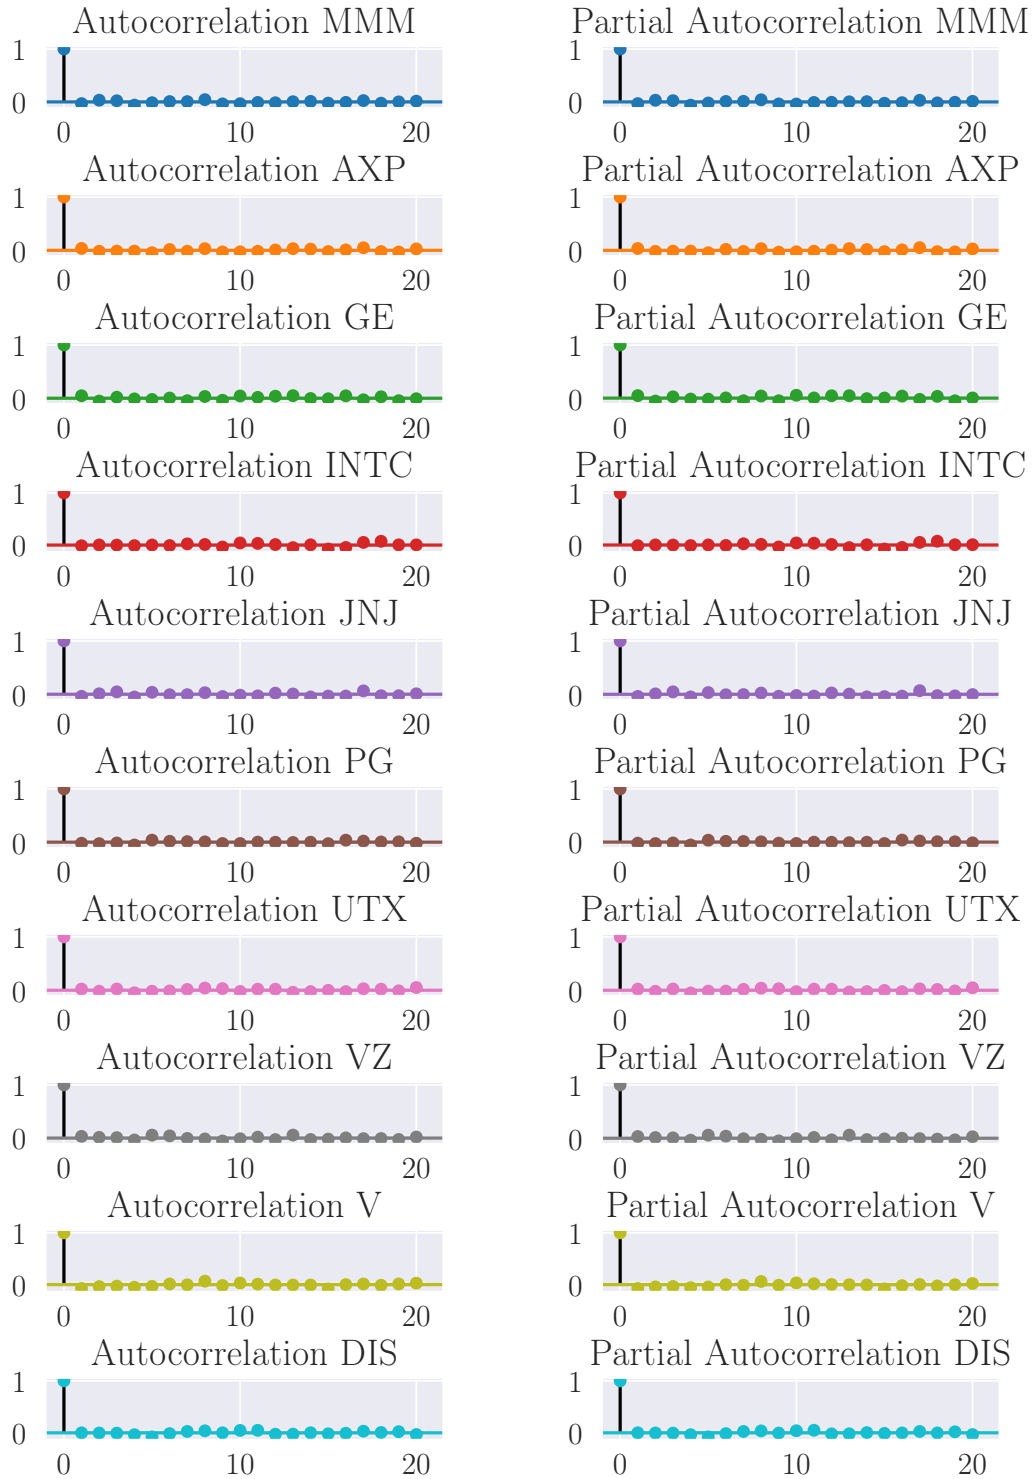 Autocorrelation MMM
Partial Autocorrelation MMM
1
0
0 10 20
1
0
0 10 20
Autocorrelation AXP
Partial Autocorrelation AXP
1
0
0 10 20
1
0
0 10 20
Autocorrelation GE
Partial Autocorrelation GE
1
0
0 10 20
1
0
0 10 20
Autocorrelation INTC
Partial Autocorrelation INTC
1
0
0 10 20
1
0
0 10 20
Autocorrelation JNJ
Partial Autocorrelation JNJ
1
0
0 10 20
1
0
0 10 20
Autocorrelation PG
Partial Autocorrelation PG
1
0
0 10 20
1
0
0 10 20
Autocorrelation UTX
Partial Autocorrelation UTX
1
0
0 10 20
1
0
0 10 20
Autocorrelation VZ
Partial Autocorrelation VZ
1
0
0 10 20
1
0
0 10 20
Autocorrelation V
Partial Autocorrelation V
1
0
0 10 20
1
0
0 10 20
Autocorrelation DIS
Partial Autocorrelation DIS
1
0
0 10 20
1
0
0 10 20